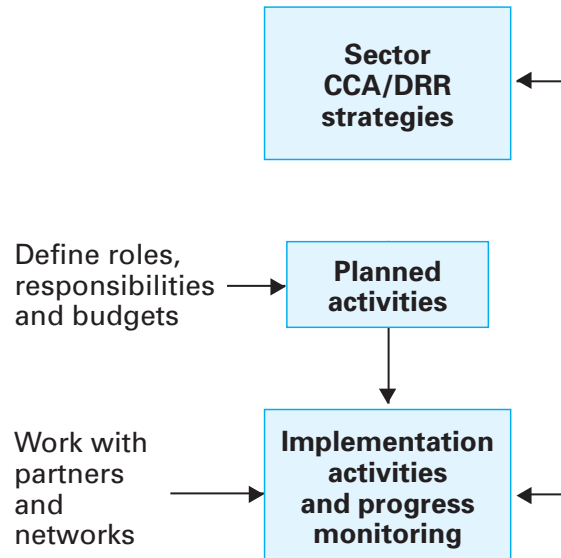 Sector
CCA/DRR
strategies
Define roles,
responsibilities
and budgets
Planned
activities
Work with
partners
and
networks
Implementation
activities
and progress
monitoring